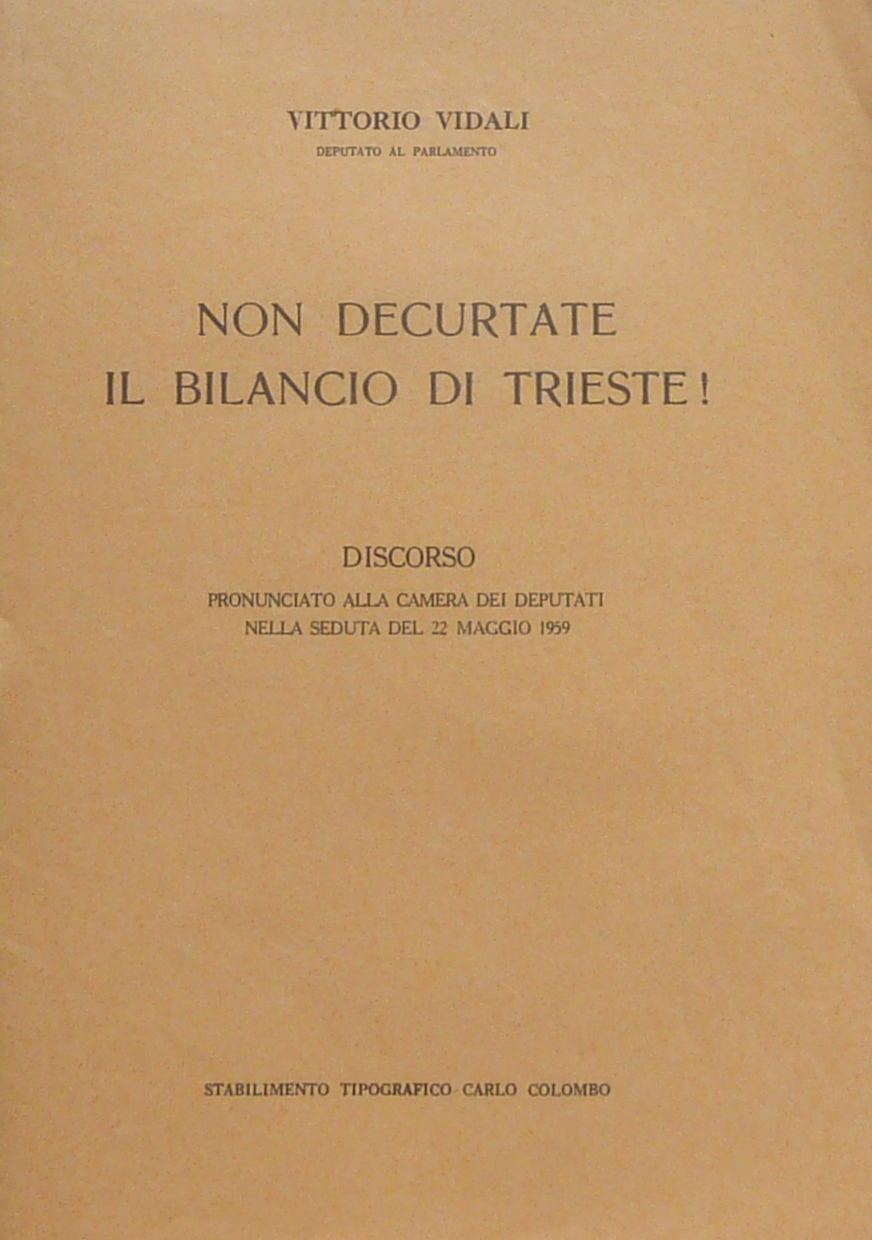 VITTORIO VIDALI
DEPUTATO AL PARLAMENTO
NON DECURTATE
IL BILANCIO DI TRIESTE!
DISCORSO
PRONUNCIATO ALLA CAMERA DEI DEPUTATI
NELLA SEDUTA DEL 22 MAGGIO 1959
STABILIMENTO TIPOGRAFICO CARLO COLOMBO